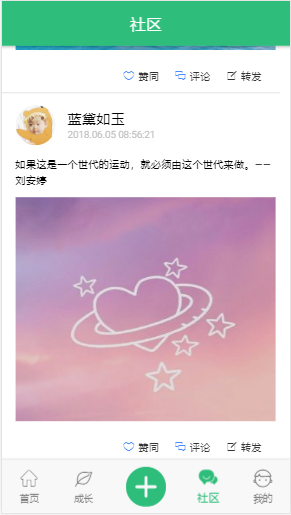 社区
赞同 评论 转发
蓝黛如玉
2018.06.05 08:56:21
如果这是一个世代的运动，就必须由这个世代来做。——
刘安婷
赞同 评论 转发
首页 成长 社区 我的